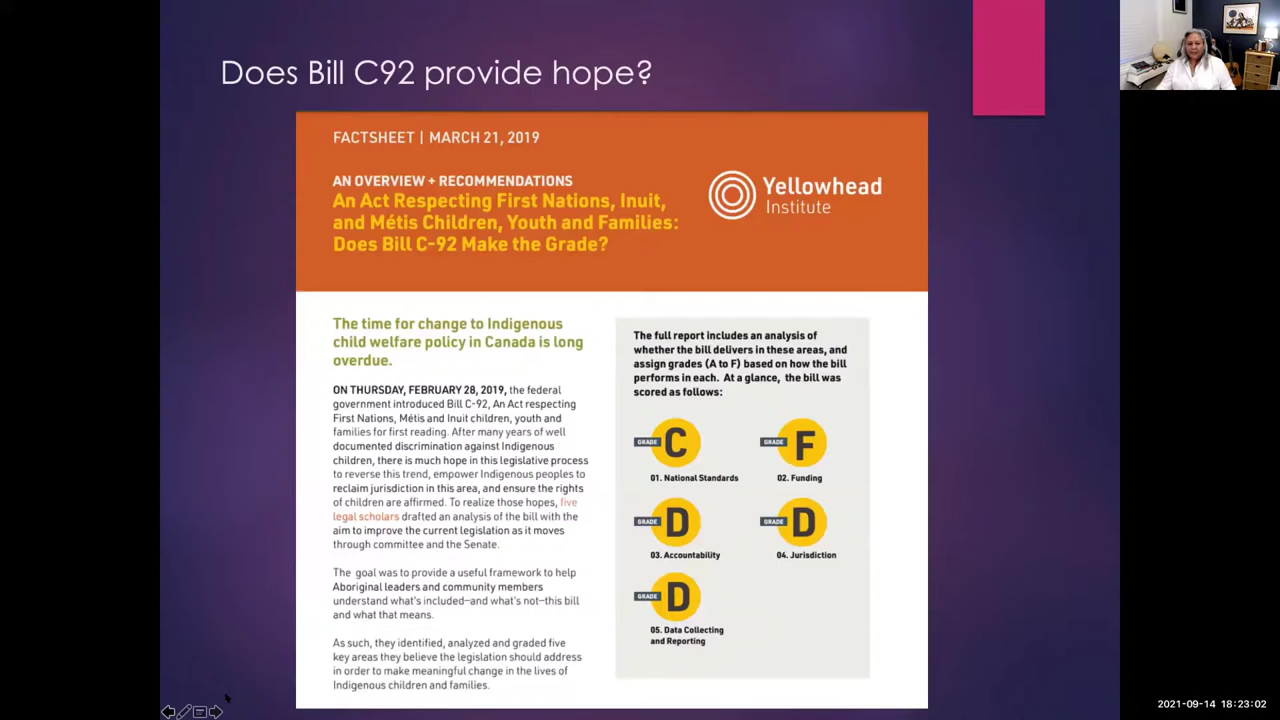 Does Bill C92 provide hope?
FACTSHEET | MARCH 21, 2019
AN OVERVIEW + RECOMMENDATIONS
An Act Respecting First Nations, Inuit,
and Métis Children, Youth and Families:
Does Bill C-92 Make the Grade?
Yellowhead
Institute
The time for change to Indigenous
child welfare policy in Canada is long
overdue.
ON THURSDAY, FEBRUARY 28, 2019, the federal
government introduced Bill C-92, An Act respecting
First Nations, Métis and Inuit children, youth and
families for first reading. After many years of well
documented discrimination against Indigenous
children, there is much hope in this legislative process
to reverse this trend, empower Indigenous peoples to
reclaim jurisdiction in this area, and ensure the rights
of children are affirmed. To realize those hopes, five
legal scholars drafted an analysis of the bill with the
aim to improve the current legislation as it moves
through committee and the Senate.
The goal was to provide a useful framework to help
Aboriginal leaders and community members
understand what's included—and what's not—this bill
and what that means.
As such, they identified, analyzed and graded five
key areas they believe the legislation should address
in order to make meaningful change in the lives of
Indigenous children and families.
The full report includes an analysis of
whether the bill delivers in these areas, and
assign grades (A to F) based on how the bill
performs in each. At a glance, the bill was
scored as follows:
GRADE C
01. National Standards
GRADE F
02. Funding
GRADE D
03. Accountability
GRADE D
04. Jurisdiction
GRADE D
05. Data Collecting
and Reporting
2021-09-14 18:23:02